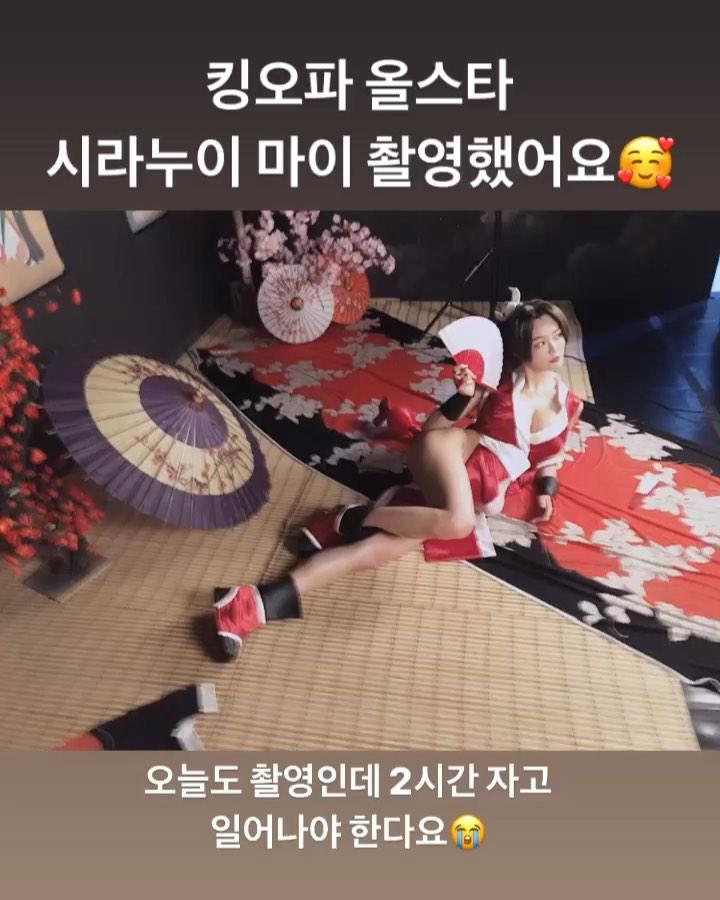 킹오파 올스타
시라누이 마이 촬영했어요🥰
오늘도 촬영인데 2시간 자고
일어나야 한다요😭